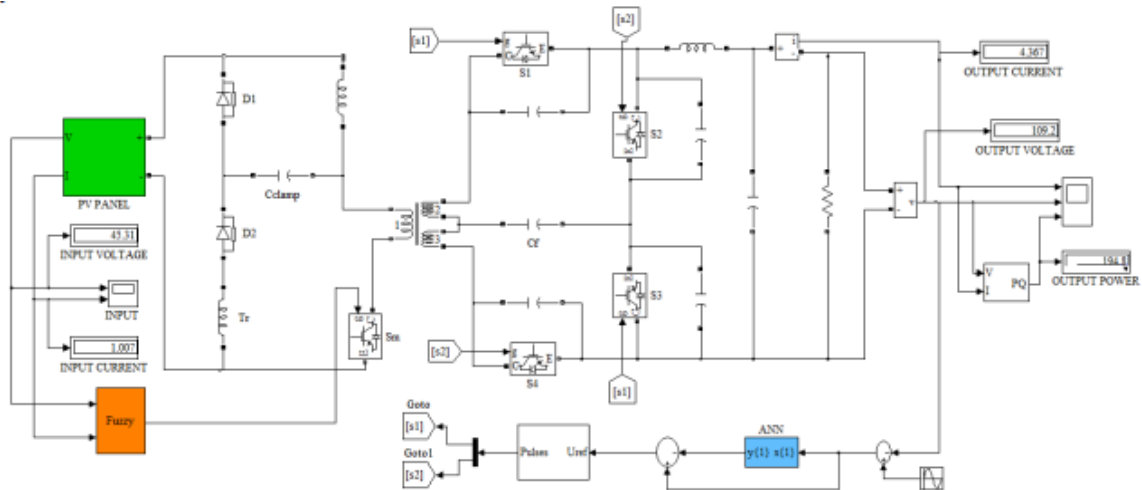 [s2]
[s1]
S1
4.367
OUTPUT CURRENT
D1
S2
109.2
OUTPUT VOLTAGE
V
I
+
-
PV PANEL
Cclamp
D2
45.31
INPUT VOLTAGE
Cf
INPUT
Tr
Sm
S3
V
I
PQ
194.8
OUTPUT POWER
1.007
INPUT CURRENT
[s2]
S4
[s1]
Fuzzy
Goto
[s1]
Goto1
[s2]
Pulses
Uref
ANN
y{1} x{1}